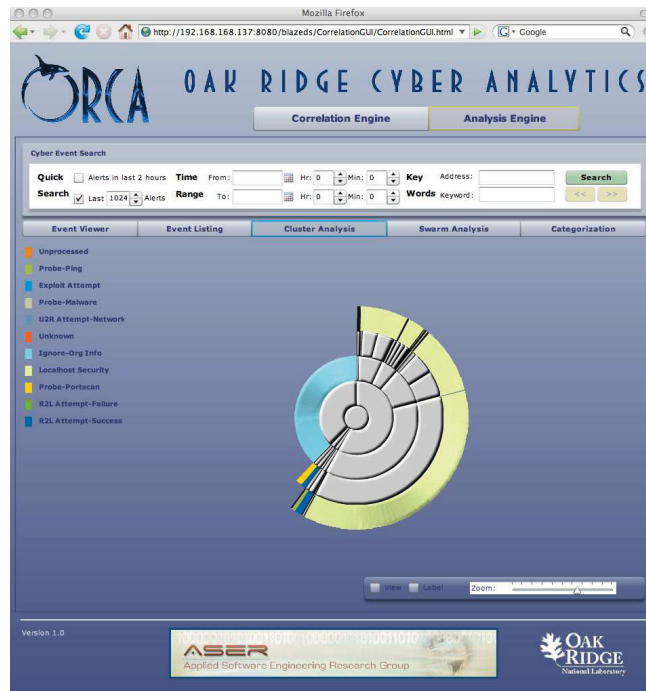 Mozilla Firefox
http://192.168.168.137:8080/blazeds/CorrelationGUI/CorrelationGUI.html
G Google
ORCA OAK RIDGE CYBER ANALYTICS
Correlation Engine Analysis Engine
Cyber Event Search
Quick Alerts in last 2 hours Time From: Hr: 0 Min: 0 Key Address: Search
Search Last 1024 Alerts Range To: Hr: 0 Min: 0 Words Keyword: << >>
Event Viewer Event Listing Cluster Analysis Swarm Analysis Categorization
Unprocessed
Probe-Ping
Exploit Attempt
Probe-Malware
U2R Attempt-Network
Unknown
Ignore-Org Info
Localhost Security
Probe-Portscan
R2L Attempt-Failure
R2L Attempt-Success
View Label Zoom:
Version 1.0
ASER
Applied Software Engineering Research Group
OAK
RIDGE
National Laboratory